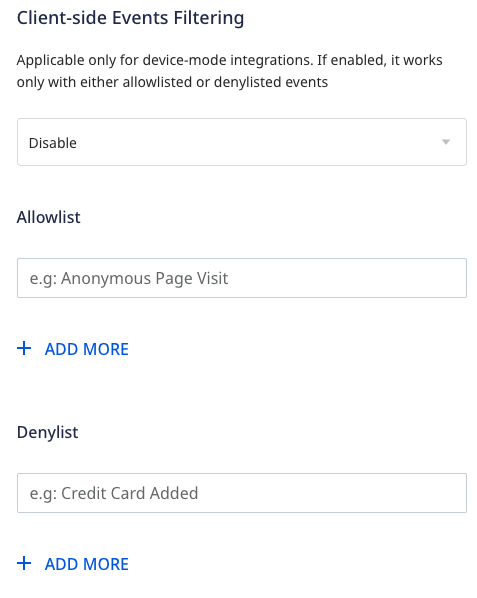 Client-side Events Filtering
Applicable only for device-mode integrations. If enabled, it works
only with either allowlisted or denylisted events
Disable
Allowlist
e.g: Anonymous Page Visit
+ ADD MORE
Denylist
e.g: Credit Card Added
+ ADD MORE